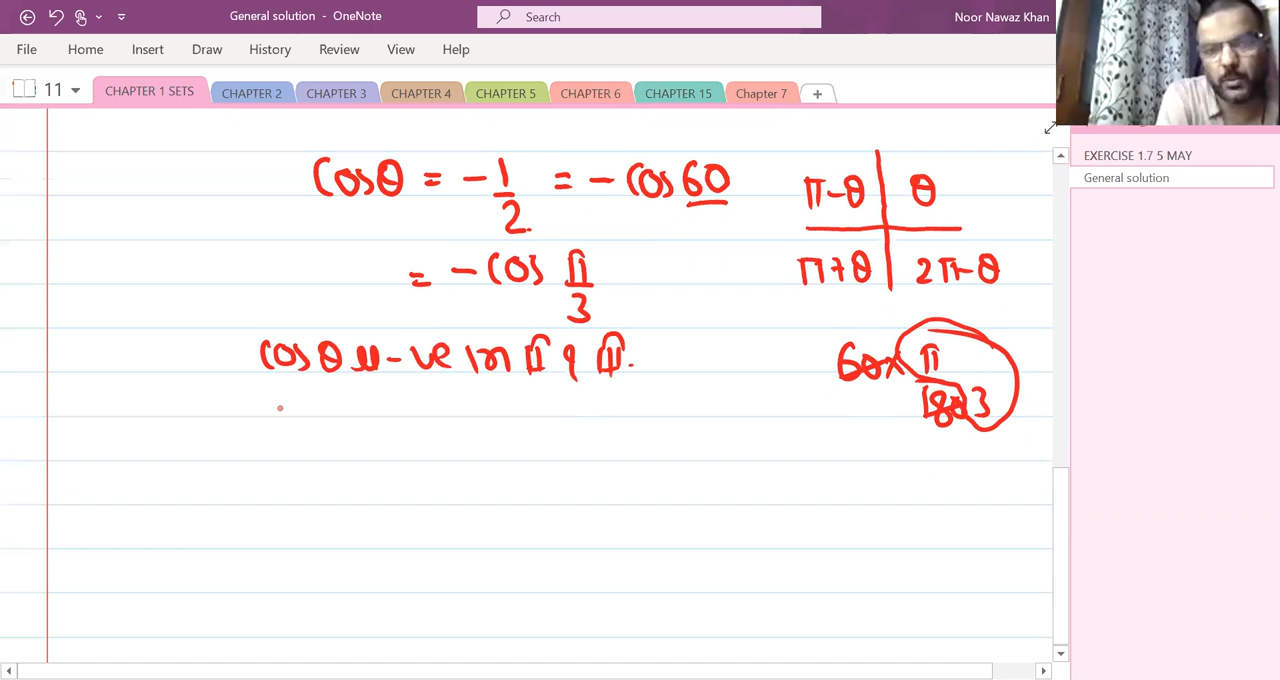 General solution - OneNote
Search
Noor Nawaz Khan
File Home Insert Draw History Review View Help
11
CHAPTER 1 SETS
CHAPTER 2
CHAPTER 3
CHAPTER 4
CHAPTER 5
CHAPTER 6
CHAPTER 15
Chapter 7
EXERCISE 1.7 5 MAY
General solution
Cosθ = -1/2 = - cos 60
= - cos π/3
cosθ is -ve in II & III.
π-θ | θ
π+θ | 2π-θ
60 × π/180 3